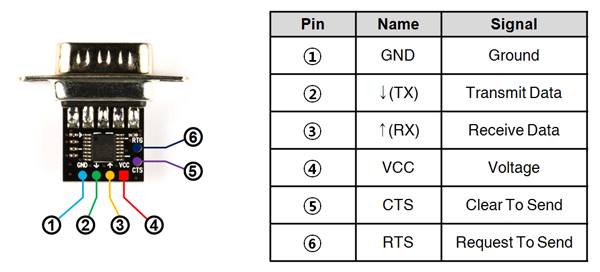 RTS
CTS
GND ↓ ↑ VCC
⑥
⑤
① ② ③ ④
Pin Name Signal
① GND Ground
② ↓(TX) Transmit Data
③ ↑(RX) Receive Data
④ VCC Voltage
⑤ CTS Clear To Send
⑥ RTS Request To Send